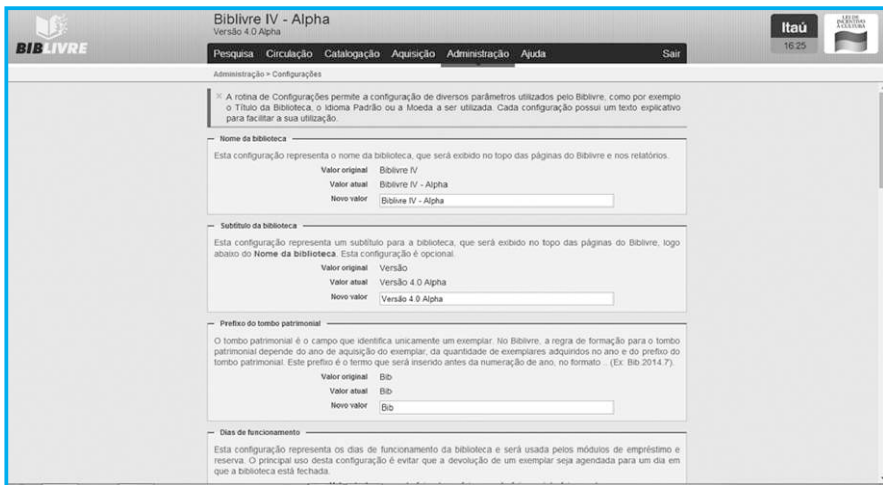 BIBLIVRE
Biblivre IV - Alpha
Versão 4.0 Alpha
Itaú
16:25
LEI DE
INCENTIVO
À CULTURA
Pesquisa Circulação Catalogação Aquisição Administração Ajuda Sair
Administração » Configurações
A rotina de Configurações permite a configuração de diversos parâmetros utilizados pelo Biblivre, como por exemplo
o Título da Biblioteca, o Idioma Padrão ou a Moeda a ser utilizada. Cada configuração possui um texto explicativo
para facilitar a sua utilização.
Nome da biblioteca
Esta configuração representa o nome da biblioteca, que será exibido no topo das páginas do Biblivre e nos relatórios.
Valor original Biblivre IV
Valor atual Biblivre IV - Alpha
Novo valor Biblivre IV - Alpha
Subtítulo da biblioteca
Esta configuração representa um subtítulo para a biblioteca, que será exibido no topo das páginas do Biblivre, logo
abaixo do Nome da biblioteca. Esta configuração é opcional.
Valor original Versão
Valor atual Versão 4.0 Alpha
Novo valor Versão 4.0 Alpha
Prefixo do tombo patrimonial
O tombo patrimonial é o campo que identifica unicamente um exemplar. No Biblivre, a regra de formação para o tombo
patrimonial depende do ano de aquisição do exemplar, da quantidade de exemplares adquiridos no ano e do prefixo do
tombo patrimonial. Este prefixo é o termo que será inserido antes da numeração de ano, no formato .. (Ex: Bib.2014.7).
Valor original Bib
Valor atual Bib
Novo valor Bib
Dias de funcionamento
Esta configuração representa os dias de funcionamento da biblioteca e será usada pelos módulos de empréstimo e
reserva. O principal uso desta configuração é evitar que a devolução de um exemplar seja agendada para um dia em
que a biblioteca está fechada.